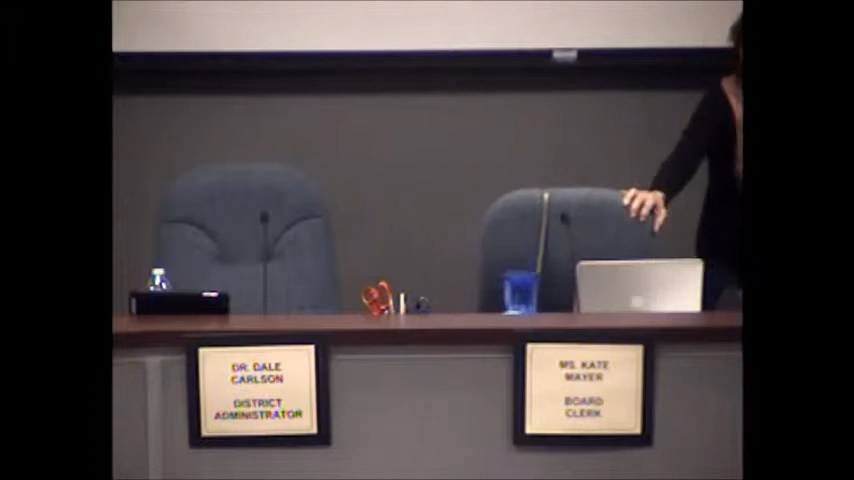 DR. DALE
CARLSON
DISTRICT
ADMINISTRATOR
MS. KATE
MAYER
BOARD
CLERK